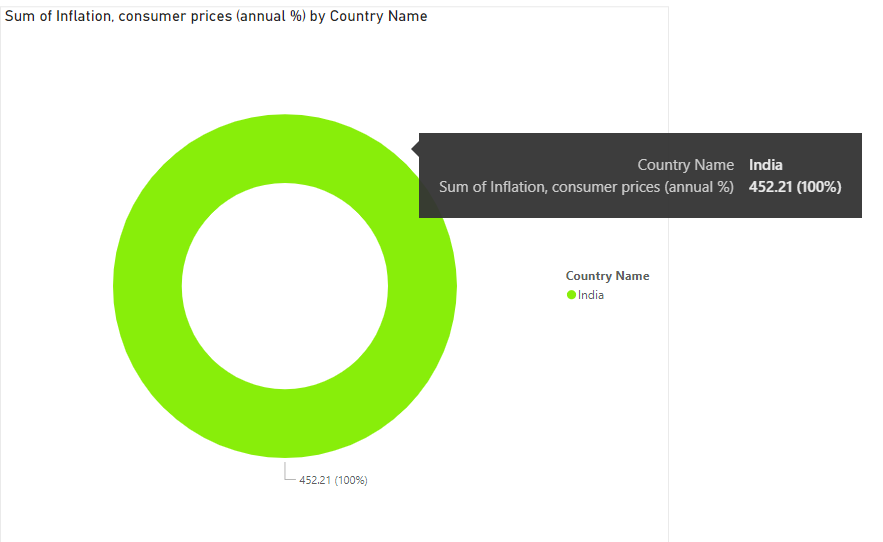 Sum of Inflation, consumer prices (annual %) by Country Name
Country Name India
Sum of Inflation, consumer prices (annual %) 452.21 (100%)
Country Name
India
452.21 (100%)